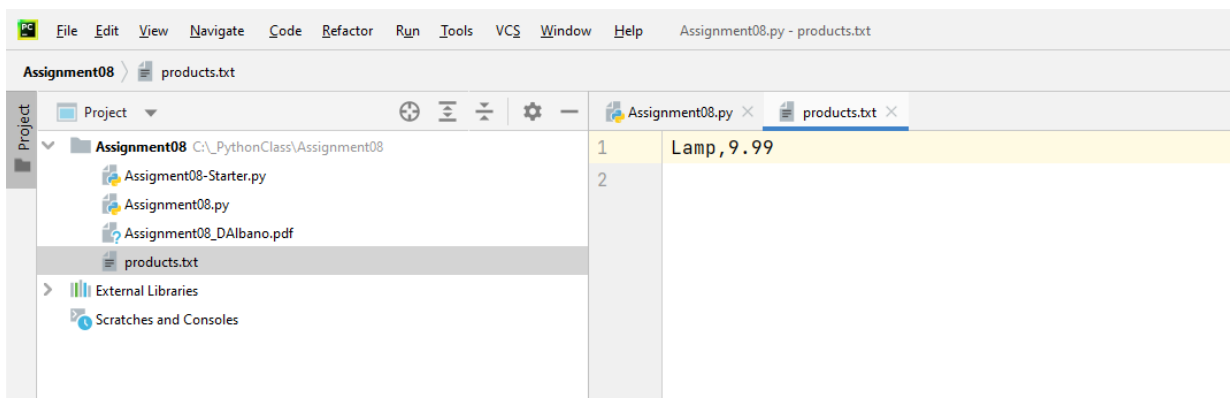 PC File Edit View Navigate Code Refactor Run Tools VCS Window Help Assignment08.py - products.txt
Assignment08 products.txt
Project
Project
Assignment08 C:\_PythonClass\Assignment08
Assigment08-Starter.py
Assignment08.py
Assignment08_DAlbano.pdf
products.txt
External Libraries
Scratches and Consoles
Assignment08.py products.txt
1 Lamp,9.99
2